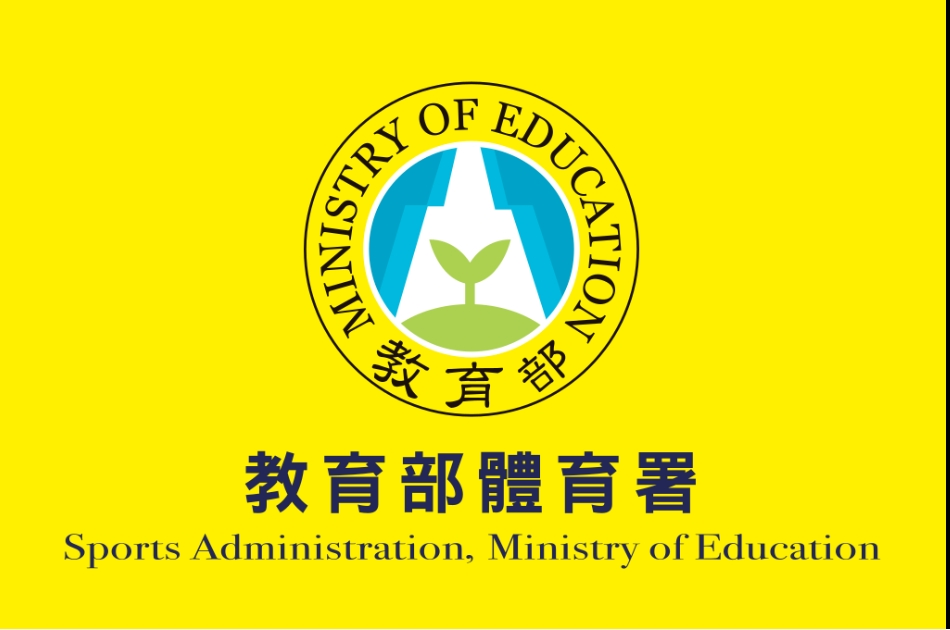 MINISTRY OF EDUCATION
教育部
教育部體育署
Sports Administration, Ministry of Education